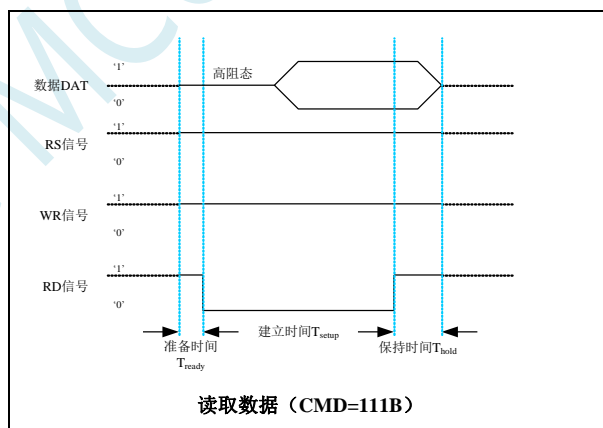 ‘1’
高阻态
数据DAT
‘0’
‘1’
RS信号
‘0’
‘1’
WR信号
‘0’
‘1’
RD信号
‘0’
准备时间
T_ready
建立时间T_setup
保持时间T_hold
读取数据（CMD=111B）